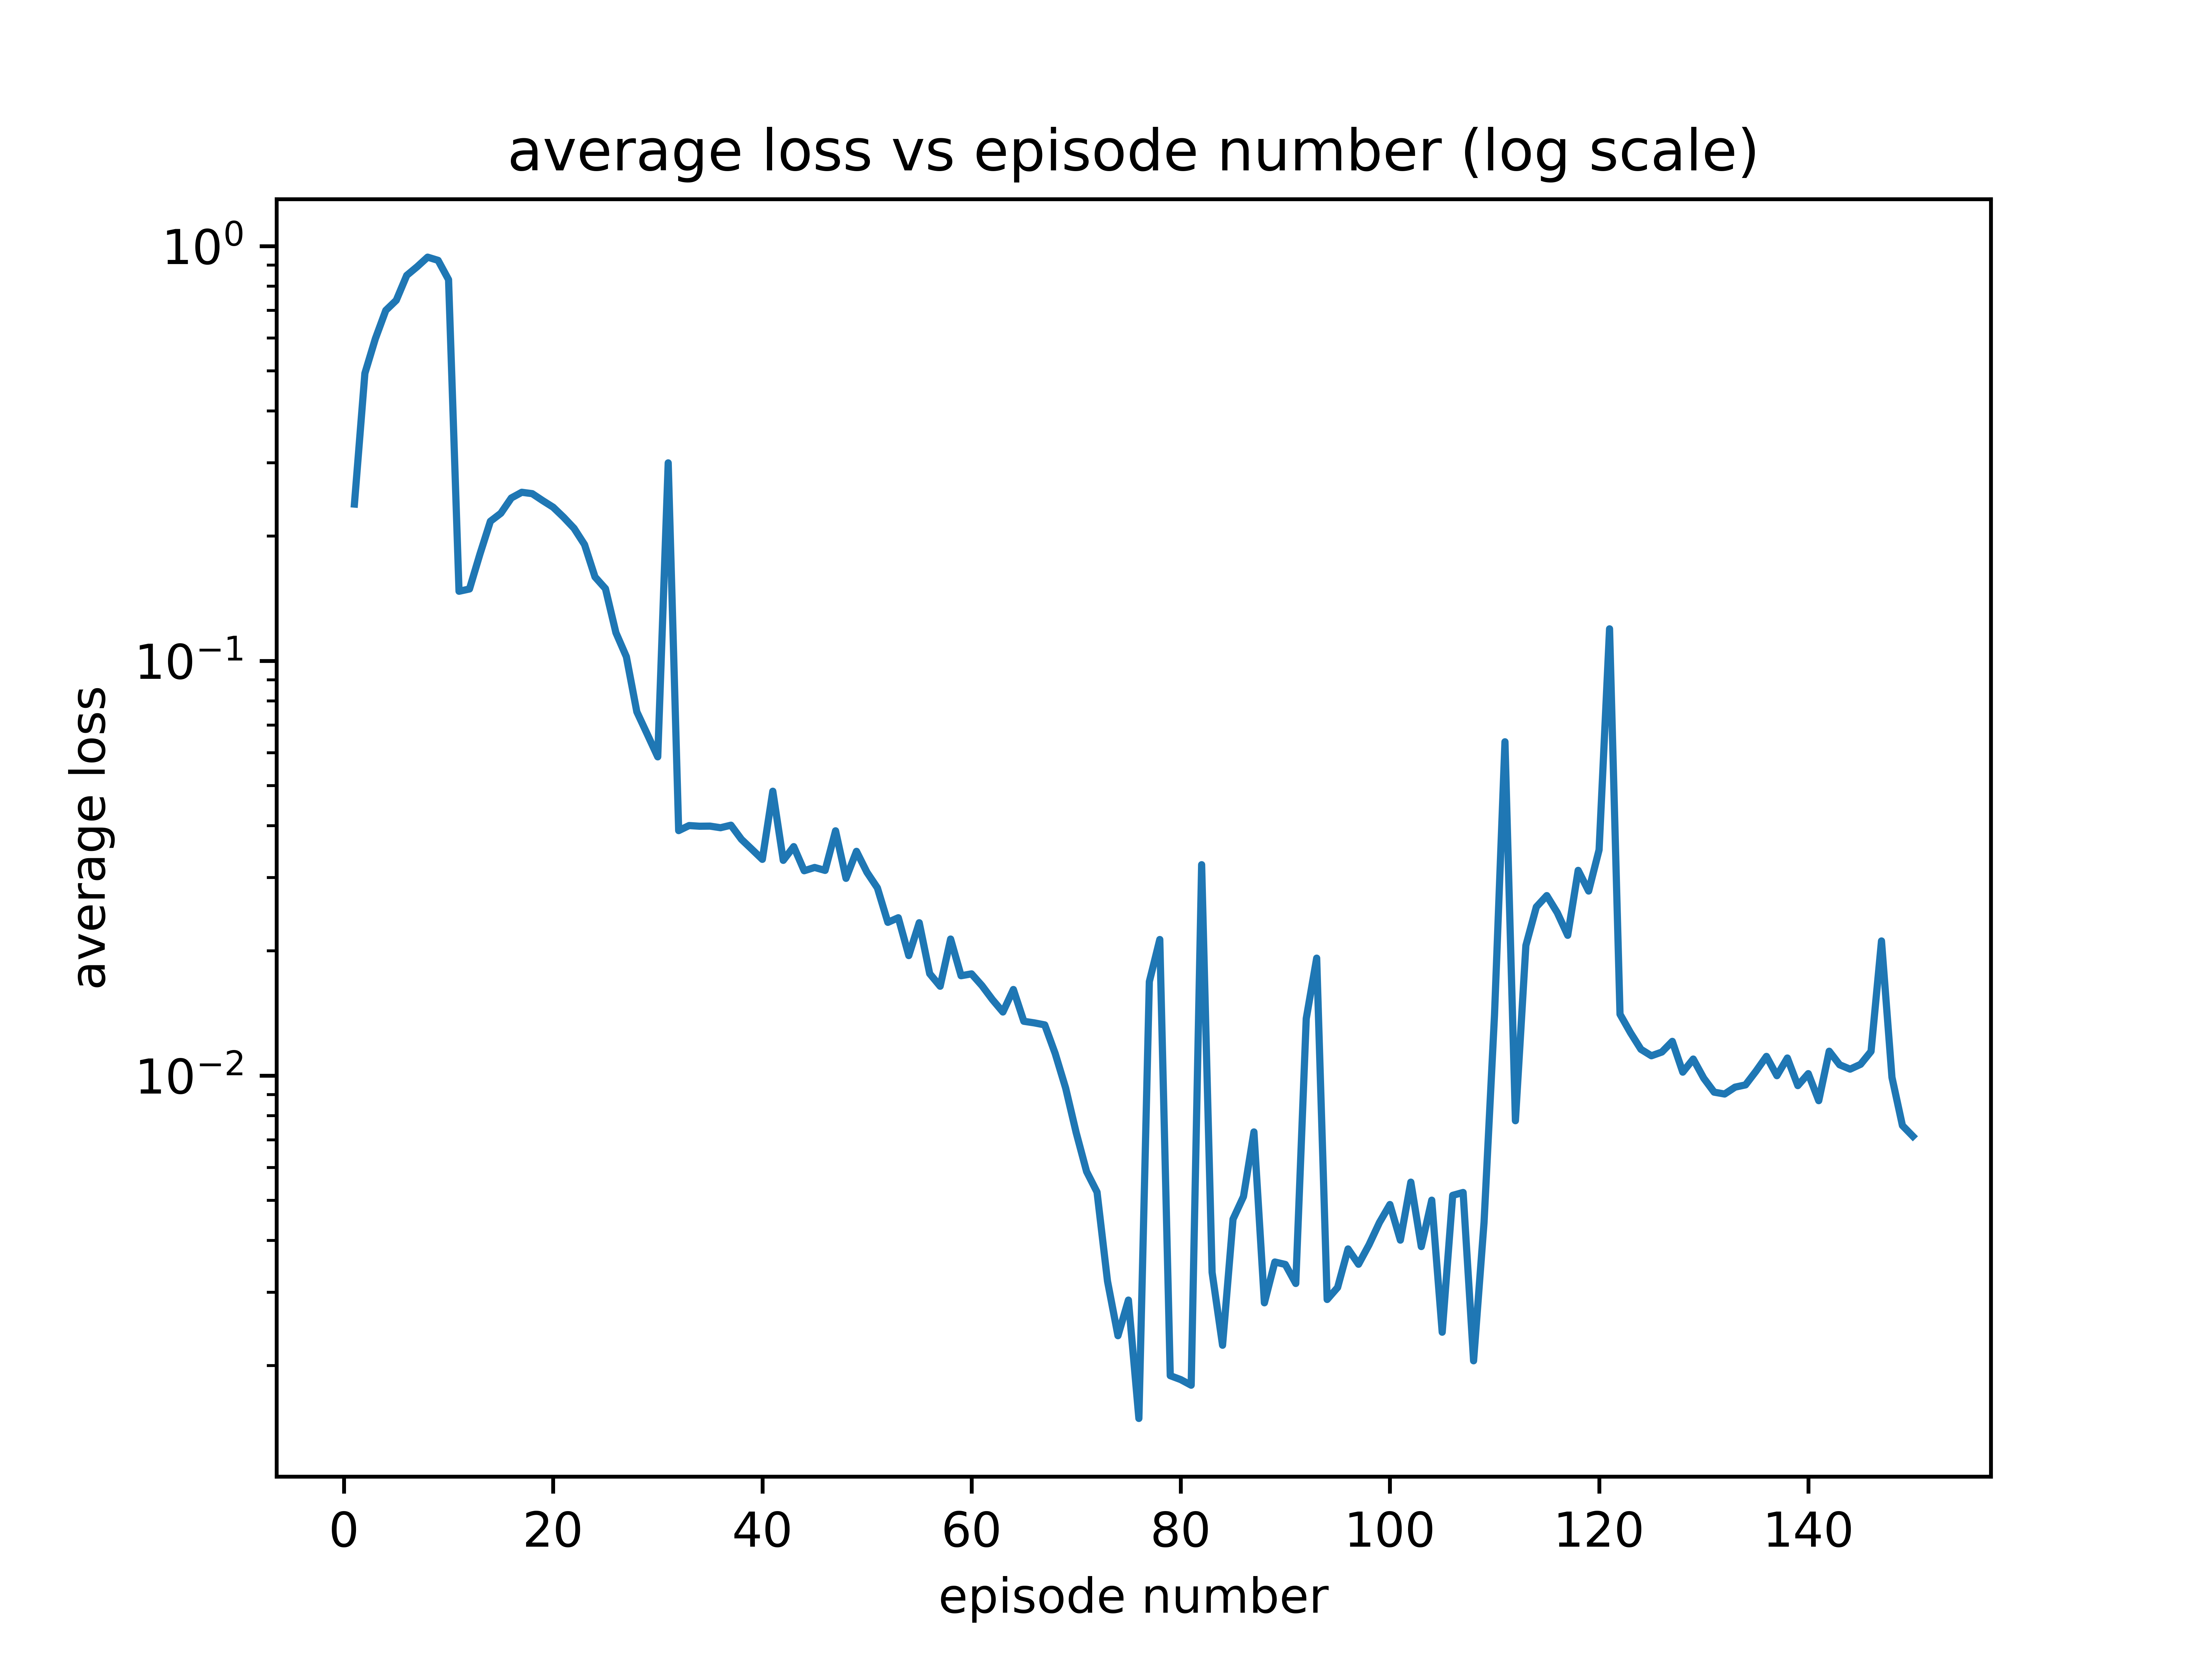 average loss vs episode number (log scale)
average loss
10⁰
10⁻¹
10⁻²
0 20 40 60 80 100 120 140
episode number